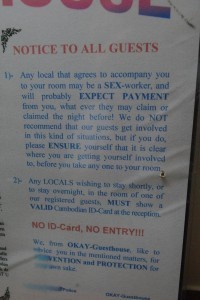 HOUSE
NOTICE TO ALL GUESTS
1)- Any local that agrees to accompany you
to your room may be a SEX-worker, and
will probably EXPECT PAYMENT
from you, what ever they may claim or
claimed the night before! We do NOT
recommend that our guests get involved
in this kind of situations, but if you do,
please ENSURE yourself that it is clear
where you are getting yourself involved
to, before you take any one to your room.
2)- Any LOCALS wishing to stay shortly, or
to stay overnight, in the room of one
our registered guests, MUST show a
VALID Cambodian ID-Card at the reception.
NO ID-Card, NO ENTRY!!!
We, from OKAY-Guesthouse, like to
you in the mentioned matters, for
and PROTECTION for
sake.
OKAY-Guesthouse